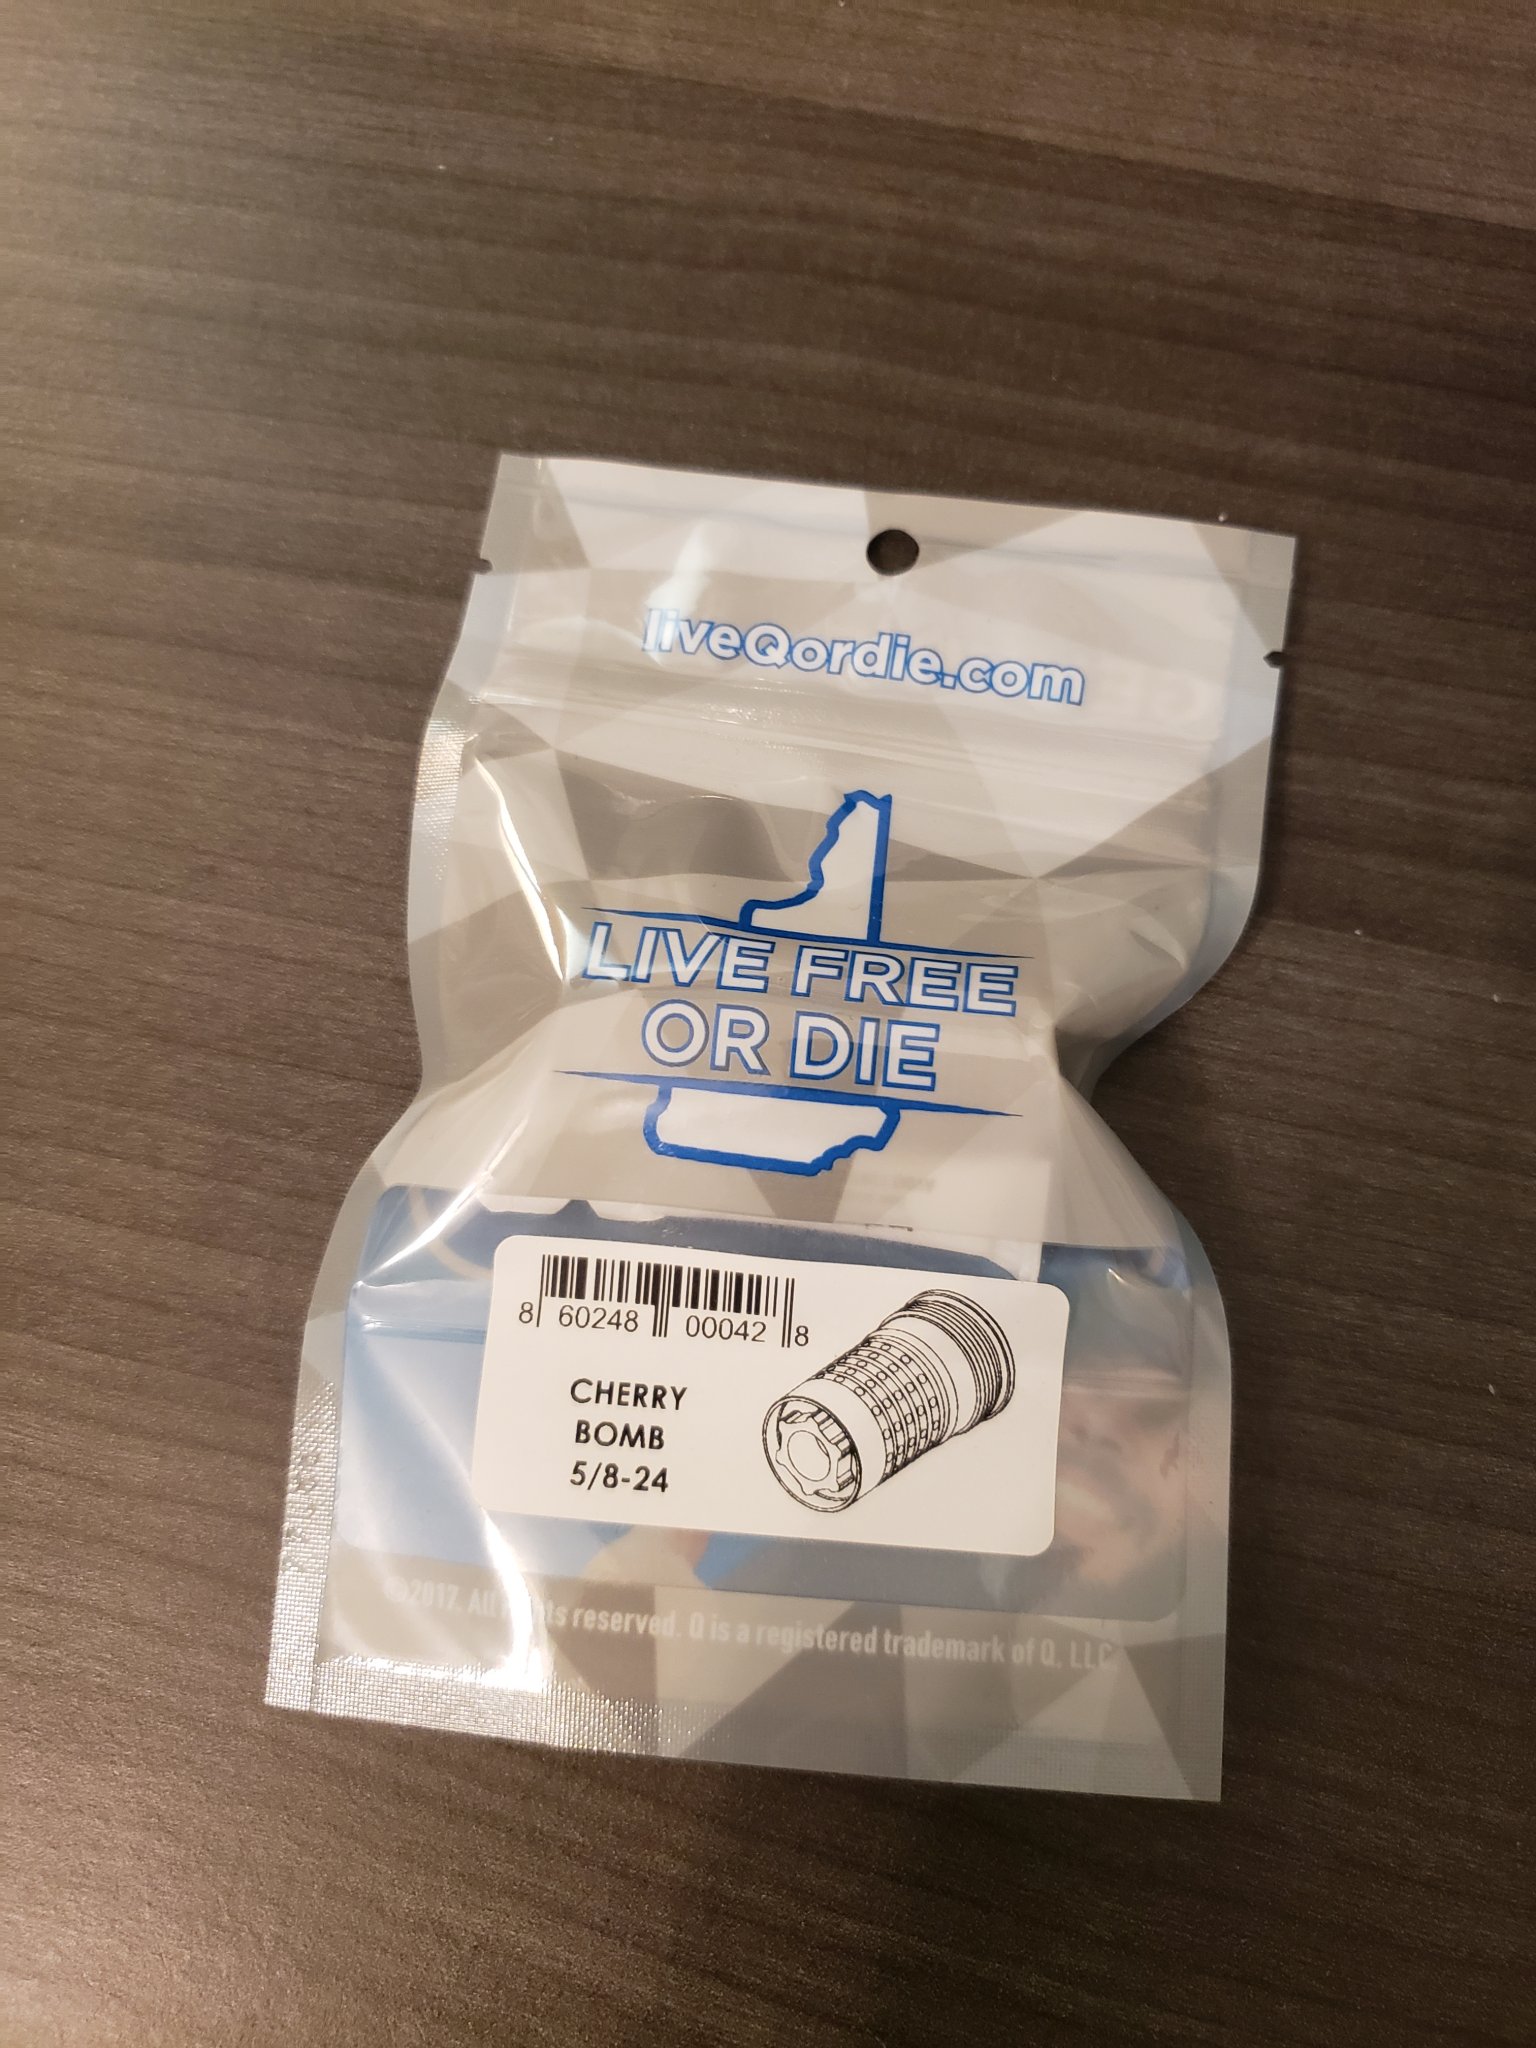 liveQordie.com
LIVE FREE
OR DIE
8 60248 00042 8
CHERRY
BOMB
5/8-24
©2017. All rights reserved. Q is a registered trademark of Q, LLC.